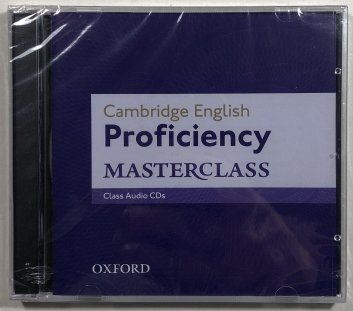 Cambridge English
Proficiency
MASTERCLASS
Class Audio CDs
OXFORD